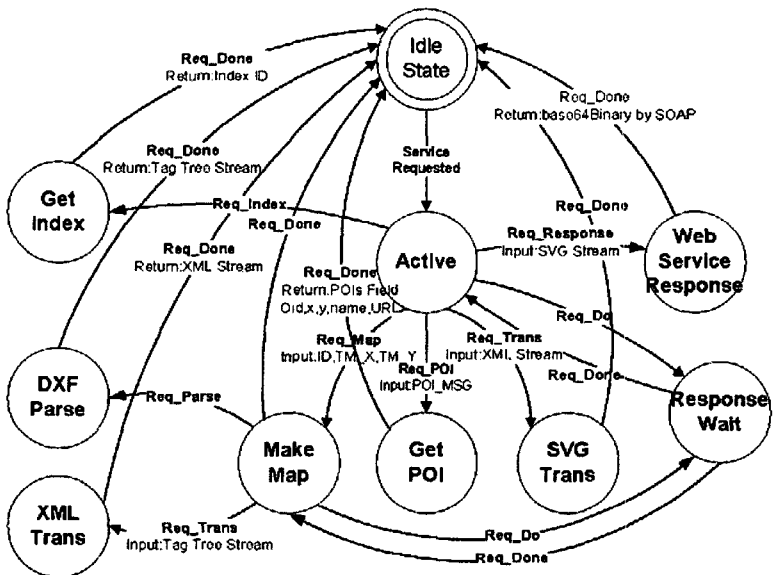 Idle
State
Req_Done
Return:Index ID
Req_Done
Return:base64Binary by SOAP
Service
Requested
Req_Done
Return:Tag Tree Stream
Get
Index
Req_Index
Req_Done
Req_Done
Req_Response
Input:SVG Stream
Web
Service
Response
Req_Done
Return:XML Stream
Active
Req_Done
Return:POIs Field
Oid,x,y,name,URL
Req_Do
Req_Map
Input:ID,TM_X,TM_Y
Req_Trans
Input:XML Stream
Req_POI
Input:POI_MSG
Req_Done
DXF
Parse
Req_Parse
Response
Wait
Make
Map
Get
POI
SVG
Trans
XML
Trans
Req_Trans
Input:Tag Tree Stream
Req_Do
Req_Done